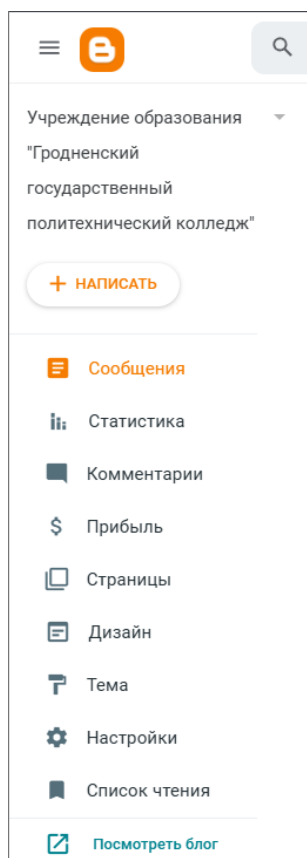 Учреждение образования
"Гродненский
государственный
политехнический колледж"
НАПИСАТЬ
Сообщения
Статистика
Комментарии
Прибыль
Страницы
Дизайн
Тема
Настройки
Список чтения
Посмотреть блог